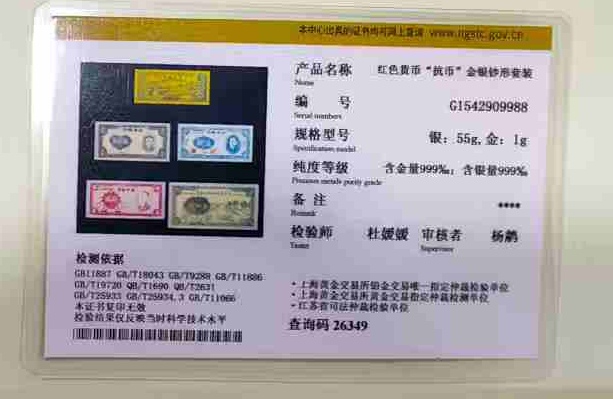 本中心出具的证书均可网上查询 www.ngstc.gov.cn
产品名称 红色货币“抗币”金银钞形套装
Name
编 号 G1542909988
Serial numbers
规格型号 银：55g,金：1g
Specification model
纯度等级 含金量999‰；含银量999‰
Precious metals purity grade
备 注 ****
Remark
检验师 杜媛媛 审核者 杨鹡
Tester Supervisor
检测依据
GB11887 GB/T18043 GB/T9288 GB/T11886
GB/T19720 QB/T1690 QB/T2631
GB/T25933 GB/T25934.3 GB/T11066
本证书复印无效
检验结果仅反映当时科学技术水平
·上海黄金交易所铂金交易唯一指定仲裁检验单位
·上海黄金交易所黄金交易指定仲裁检测单位
·江苏省司法仲裁检验单位
查询码 26349